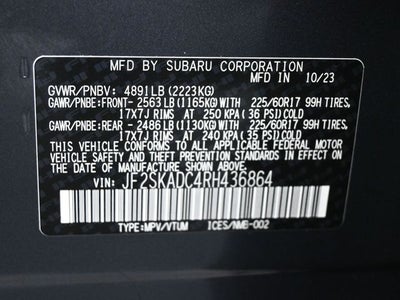 MFD BY SUBARU CORPORATION
MFD IN 10/23
GVWR/PNBV: 4891LB (2223KG)
GAWR/PNBE:FRONT- 2563LB(1165KG)WITH 225/60R17 99H TIRES,
17X7J RIMS AT 250 KPA (36 PSI)COLD
GAWR/PNBE:REAR - 2486LB(1130KG)WITH 225/60R17 99H TIRES,
17X7J RIMS AT 240 KPA(35 PSI)COLD
THIS VEHICLE CONFORMS TO ALL APPLICABLE FEDERAL MOTOR
VEHICLE SAFETY AND THEFT PREVENTION STANDARDS IN EFFECT
ON THE DATE OF MANUFACTURE SHOWN ABOVE.
VIN: JF2SKADC4RH436864
TYPE:MPV/VTUM ICES/NMB-002